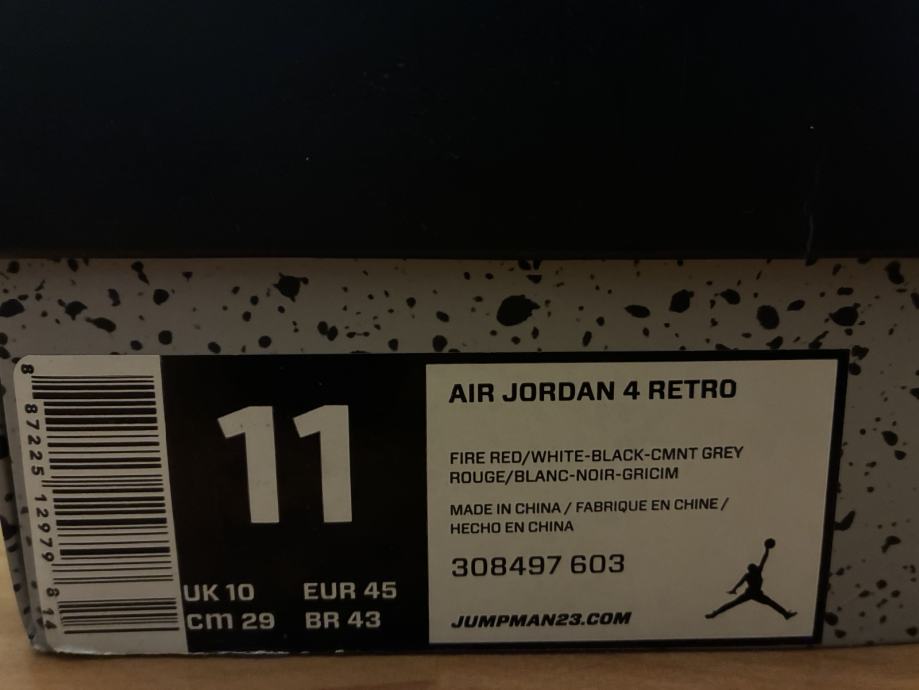 8 87225 12979 814
11
UK 10 EUR 45
cm 29 BR 43
AIR JORDAN 4 RETRO
FIRE RED/WHITE-BLACK-CMNT GREY
ROUGE/BLANC-NOIR-GRICIM
MADE IN CHINA / FABRIQUE EN CHINE /
HECHO EN CHINA
308497 603
JUMPMAN23.COM